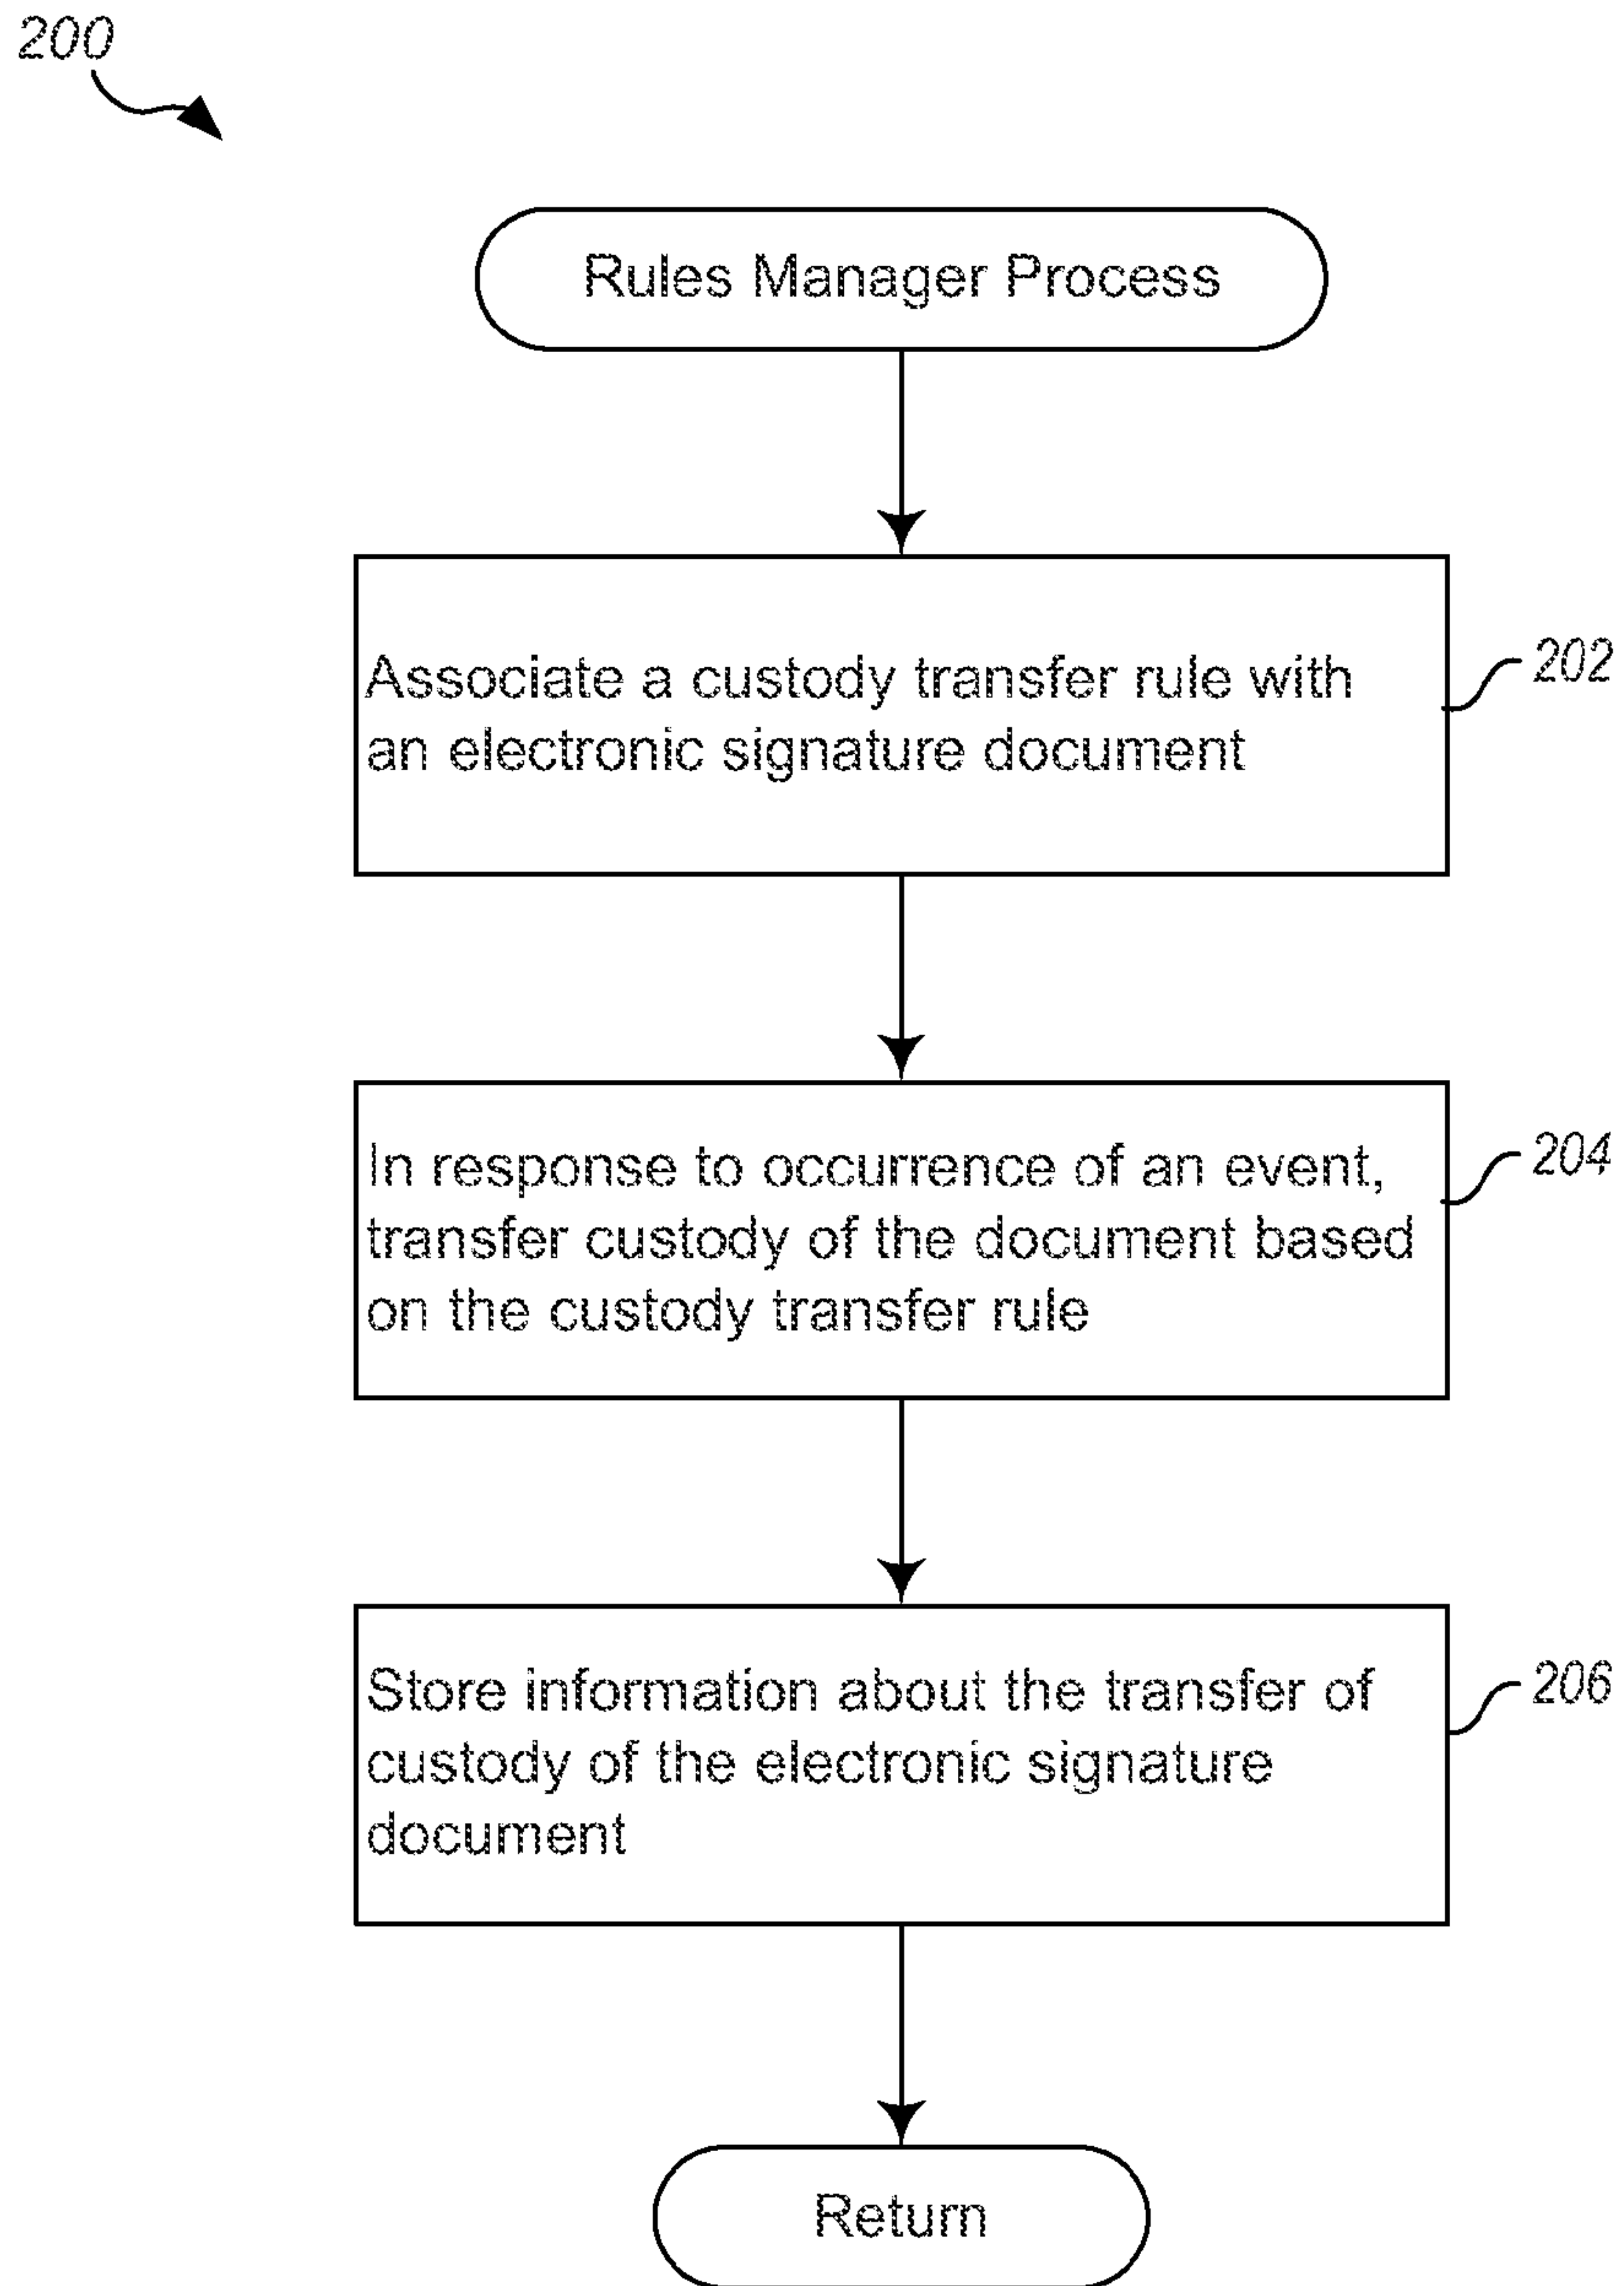 200
Rules Manager Process
Associate a custody transfer rule with
an electronic signature document
202
In response to occurrence of an event,
transfer custody of the document based
on the custody transfer rule
204
Store information about the transfer of
custody of the electronic signature
document
206
Return